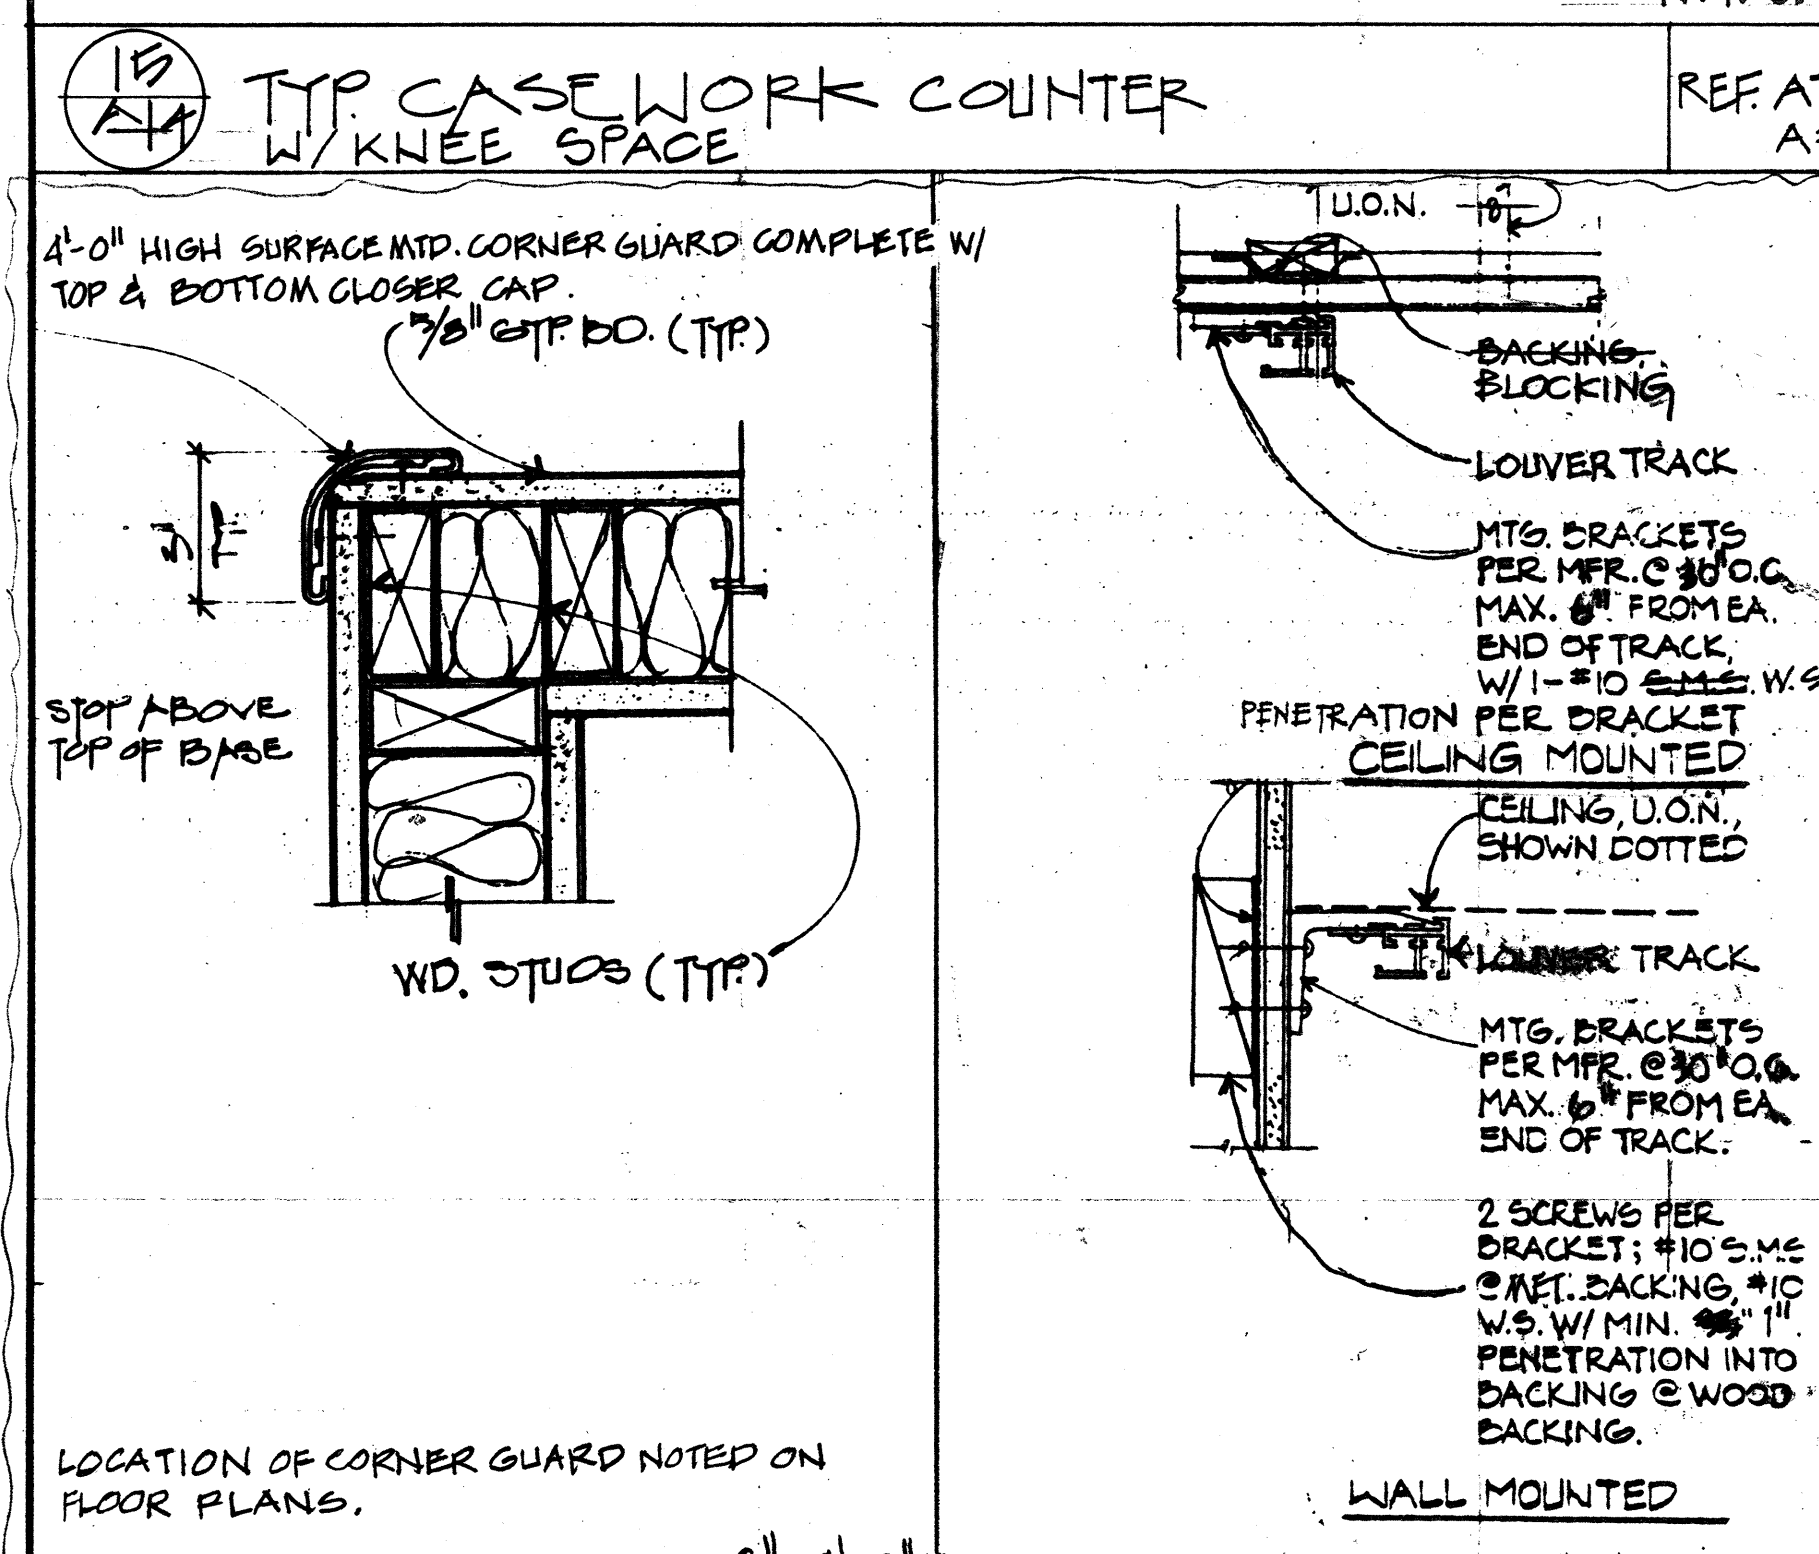 15
A14
TYP. CASEWORK COUNTER
W/ KNEE SPACE
REF. AT
4'-0" HIGH SURFACE MTD. CORNER GUARD COMPLETE W/
TOP & BOTTOM CLOSER CAP.
5/8" GYP. BD. (TYP.)
STOP ABOVE
TOP OF BASE
WD. STUDS (TYP.)
LOCATION OF CORNER GUARD NOTED ON
FLOOR PLANS.
U.O.N.
8"
BACKING,
BLOCKING
LOUVER TRACK
MTG. BRACKETS
PER MFR. @ 30" O.C.
MAX. 6" FROM EA.
END OF TRACK,
W/ 1-#10 S.M.S. W.S
PENETRATION PER BRACKET
CEILING MOUNTED
CEILING, U.O.N.,
SHOWN DOTTED
LOUVER TRACK
MTG. BRACKETS
PER MFR. @ 30" O.C.
MAX. 6" FROM EA.
END OF TRACK.
2 SCREWS PER
BRACKET; #10 S.M.S
@ MET. BACKING, #10
W.S. W/ MIN. 1"
PENETRATION INTO
BACKING @ WOOD
BACKING.
WALL MOUNTED